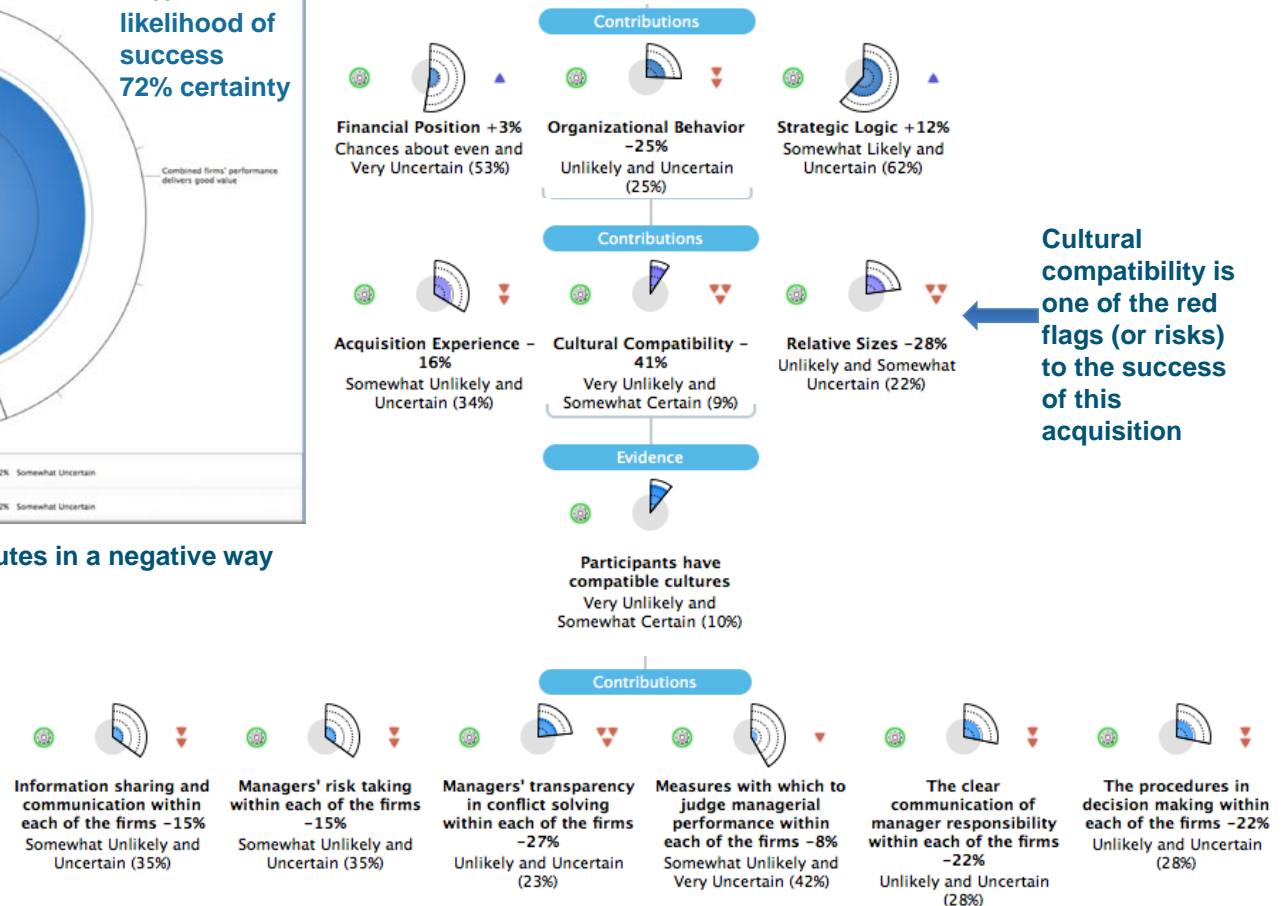 likelihood of
success
72% certainty
Combined firms' performance
delivers good value
2% Somewhat Uncertain
2% Somewhat Uncertain
utes in a negative way
Contributions
Financial Position +3%
Chances about even and
Very Uncertain (53%)
Organizational Behavior
-25%
Unlikely and Uncertain
(25%)
Strategic Logic +12%
Somewhat Likely and
Uncertain (62%)
Contributions
Acquisition Experience –
16%
Somewhat Unlikely and
Uncertain (34%)
Cultural Compatibility –
41%
Very Unlikely and
Somewhat Certain (9%)
Relative Sizes -28%
Unlikely and Somewhat
Uncertain (22%)
Cultural
compatibility is
one of the red
flags (or risks)
to the success
of this
acquisition
Evidence
Participants have
compatible cultures
Very Unlikely and
Somewhat Certain (10%)
Contributions
Information sharing and
communication within
each of the firms -15%
Somewhat Unlikely and
Uncertain (35%)
Managers' risk taking
within each of the firms
-15%
Somewhat Unlikely and
Uncertain (35%)
Managers' transparency
in conflict solving
within each of the firms
-27%
Unlikely and Uncertain
(23%)
Measures with which to
judge managerial
performance within
each of the firms -8%
Somewhat Unlikely and
Very Uncertain (42%)
The clear
communication of
manager responsibility
within each of the firms
-22%
Unlikely and Uncertain
(28%)
The procedures in
decision making within
each of the firms -22%
Unlikely and Uncertain
(28%)